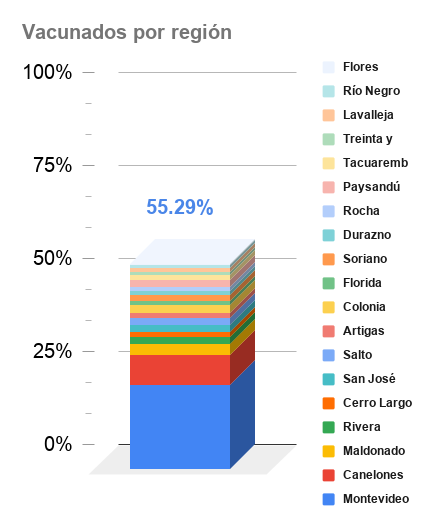 Vacunados por región
100%
75%
50%
25%
0%
55.29%
Flores
Río Negro
Lavalleja
Treinta y
Tacuaremb
Paysandú
Rocha
Durazno
Soriano
Florida
Colonia
Artigas
Salto
San José
Cerro Largo
Rivera
Maldonado
Canelones
Montevideo